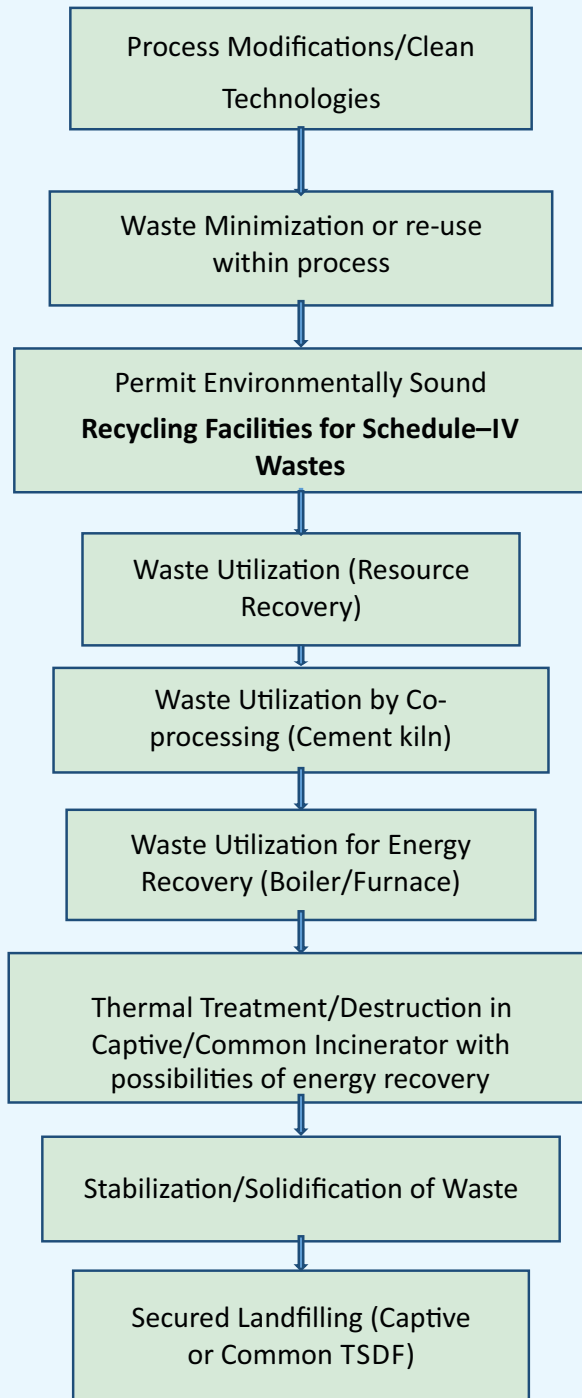 Process Modifications/Clean
Technologies
Waste Minimization or re-use
within process
Permit Environmentally Sound
Recycling Facilities for Schedule–IV
Wastes
Waste Utilization (Resource
Recovery)
Waste Utilization by Co-
processing (Cement kiln)
Waste Utilization for Energy
Recovery (Boiler/Furnace)
Thermal Treatment/Destruction in
Captive/Common Incinerator with
possibilities of energy recovery
Stabilization/Solidification of Waste
Secured Landfilling (Captive
or Common TSDF)